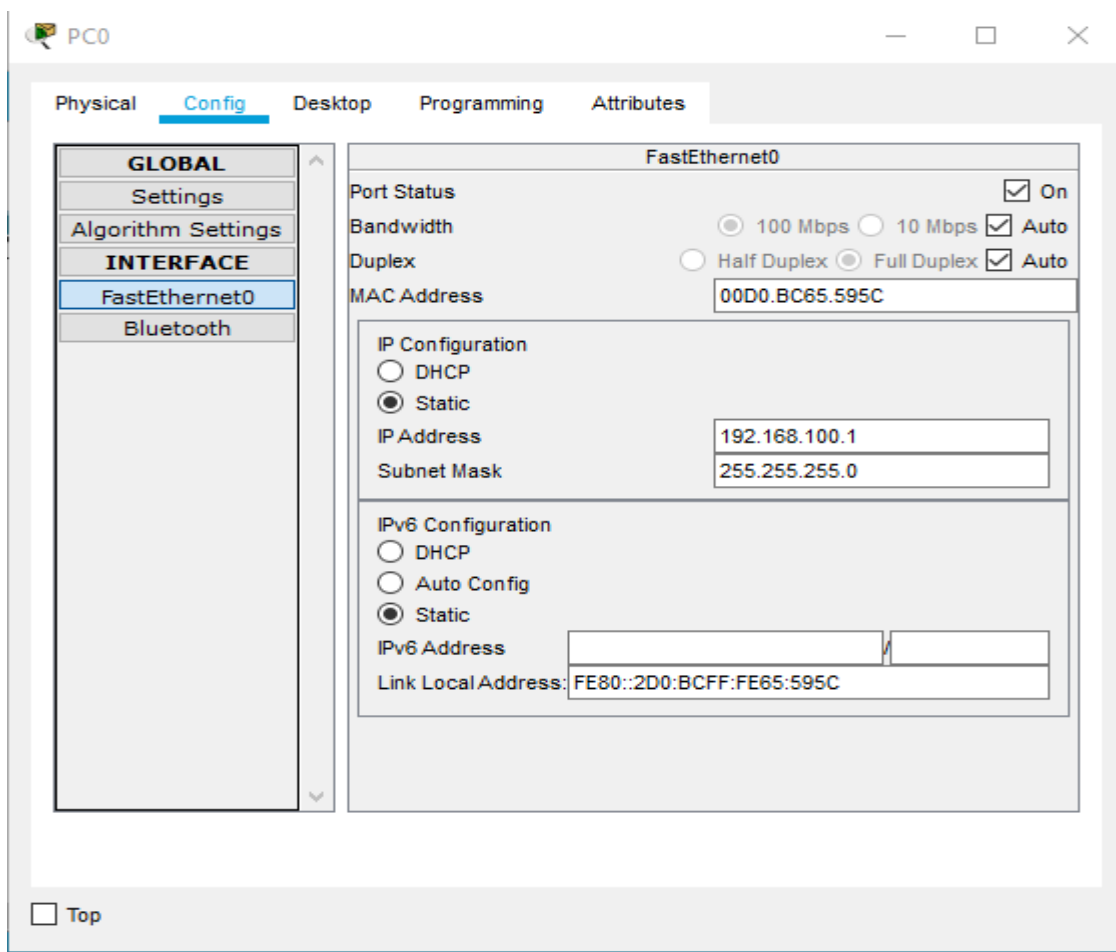 PC0
Physical Config Desktop Programming Attributes
GLOBAL
Settings
Algorithm Settings
INTERFACE
FastEthernet0
Bluetooth
FastEthernet0
Port Status On
Bandwidth 100 Mbps 10 Mbps Auto
Duplex Half Duplex Full Duplex Auto
MAC Address 00D0.BC65.595C
IP Configuration
DHCP
Static
IP Address 192.168.100.1
Subnet Mask 255.255.255.0
IPv6 Configuration
DHCP
Auto Config
Static
IPv6 Address /
Link Local Address: FE80::2D0:BCFF:FE65:595C
Top